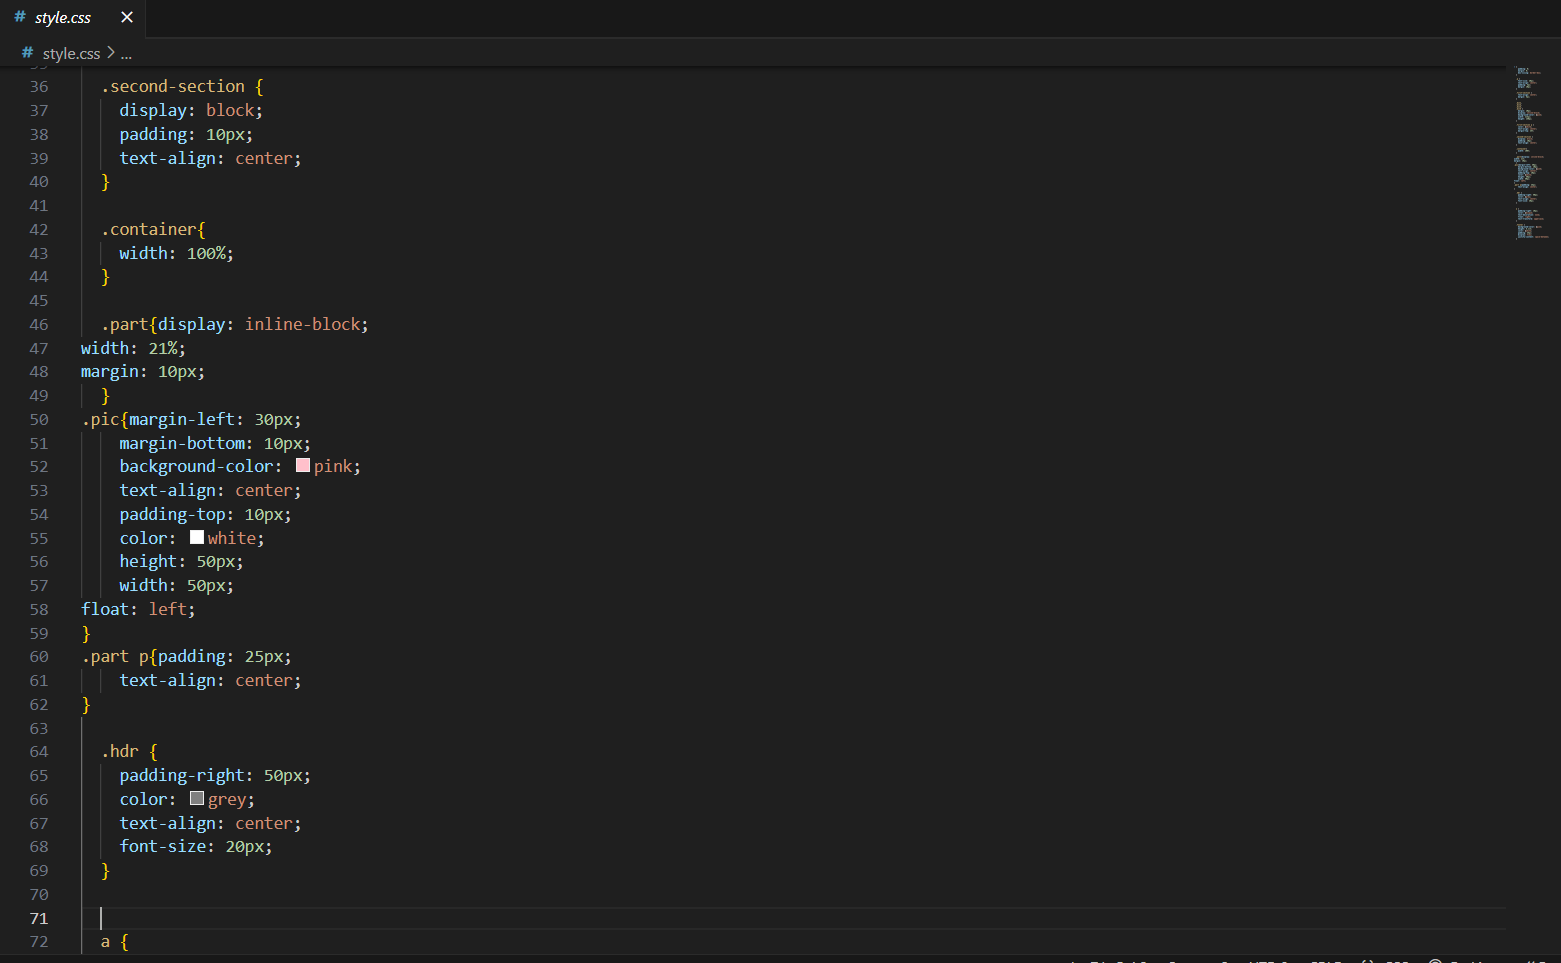 # style.css ×
# style.css > ...
36 .second-section {
37 display: block;
38 padding: 10px;
39 text-align: center;
40 }
41
42 .container{
43 width: 100%;
44 }
45
46 .part{display: inline-block;
47 width: 21%;
48 margin: 10px;
49 }
50 .pic{margin-left: 30px;
51 margin-bottom: 10px;
52 background-color: pink;
53 text-align: center;
54 padding-top: 10px;
55 color: white;
56 height: 50px;
57 width: 50px;
58 float: left;
59 }
60 .part p{padding: 25px;
61 text-align: center;
62 }
63
64 .hdr {
65 padding-right: 50px;
66 color: grey;
67 text-align: center;
68 font-size: 20px;
69 }
70
71
72 a {